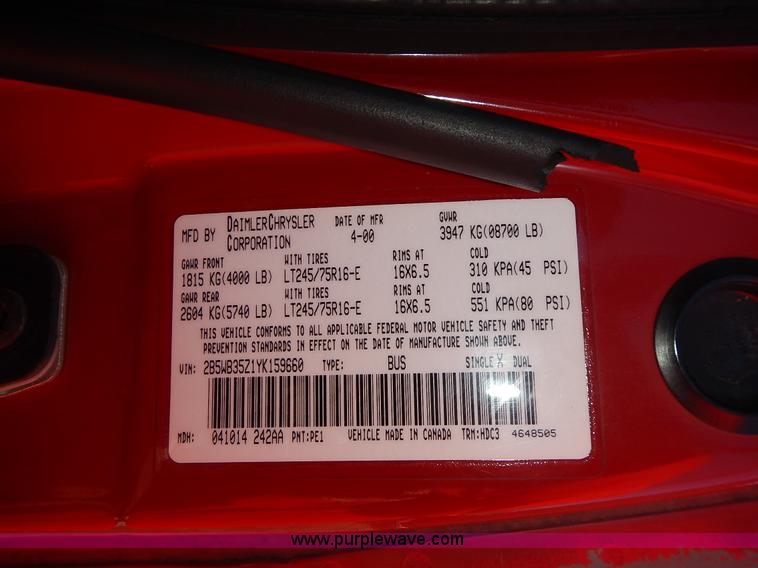 MFD BY DAIMLERCHRYSLER CORPORATION DATE OF MFR 4-00 GVWR 3947 KG(08700 LB)
GAWR FRONT WITH TIRES RIMS AT COLD
1815 KG(4000 LB) LT245/75R16-E 16X6.5 310 KPA(45 PSI)
GAWR REAR WITH TIRES RIMS AT COLD
2604 KG(5740 LB) LT245/75R16-E 16X6.5 551 KPA(80 PSI)
THIS VEHICLE CONFORMS TO ALL APPLICABLE FEDERAL MOTOR VEHICLE SAFETY AND THEFT
PREVENTION STANDARDS IN EFFECT ON THE DATE OF MANUFACTURE SHOWN ABOVE.
VIN: 2B5WB35Z1YK159660 TYPE: BUS SINGLE X DUAL
MDH: 041014 242AA PNT:PE1 VEHICLE MADE IN CANADA TRM:HDC3 4648505
www.purplewave.com